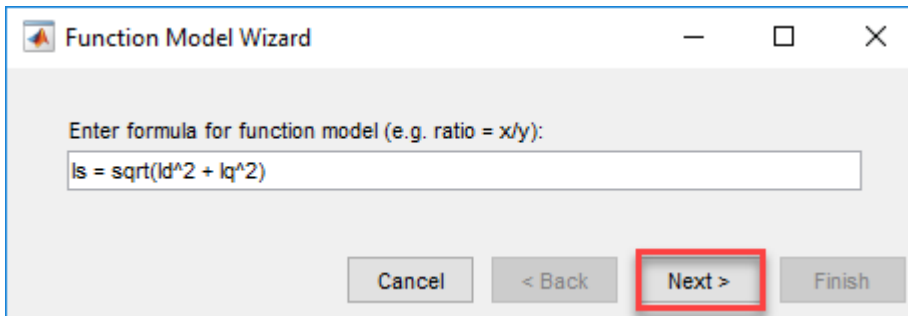 Function Model Wizard
Enter formula for function model (e.g. ratio = x/y):
Is = sqrt(Id^2 + Iq^2)
Cancel < Back Next > Finish